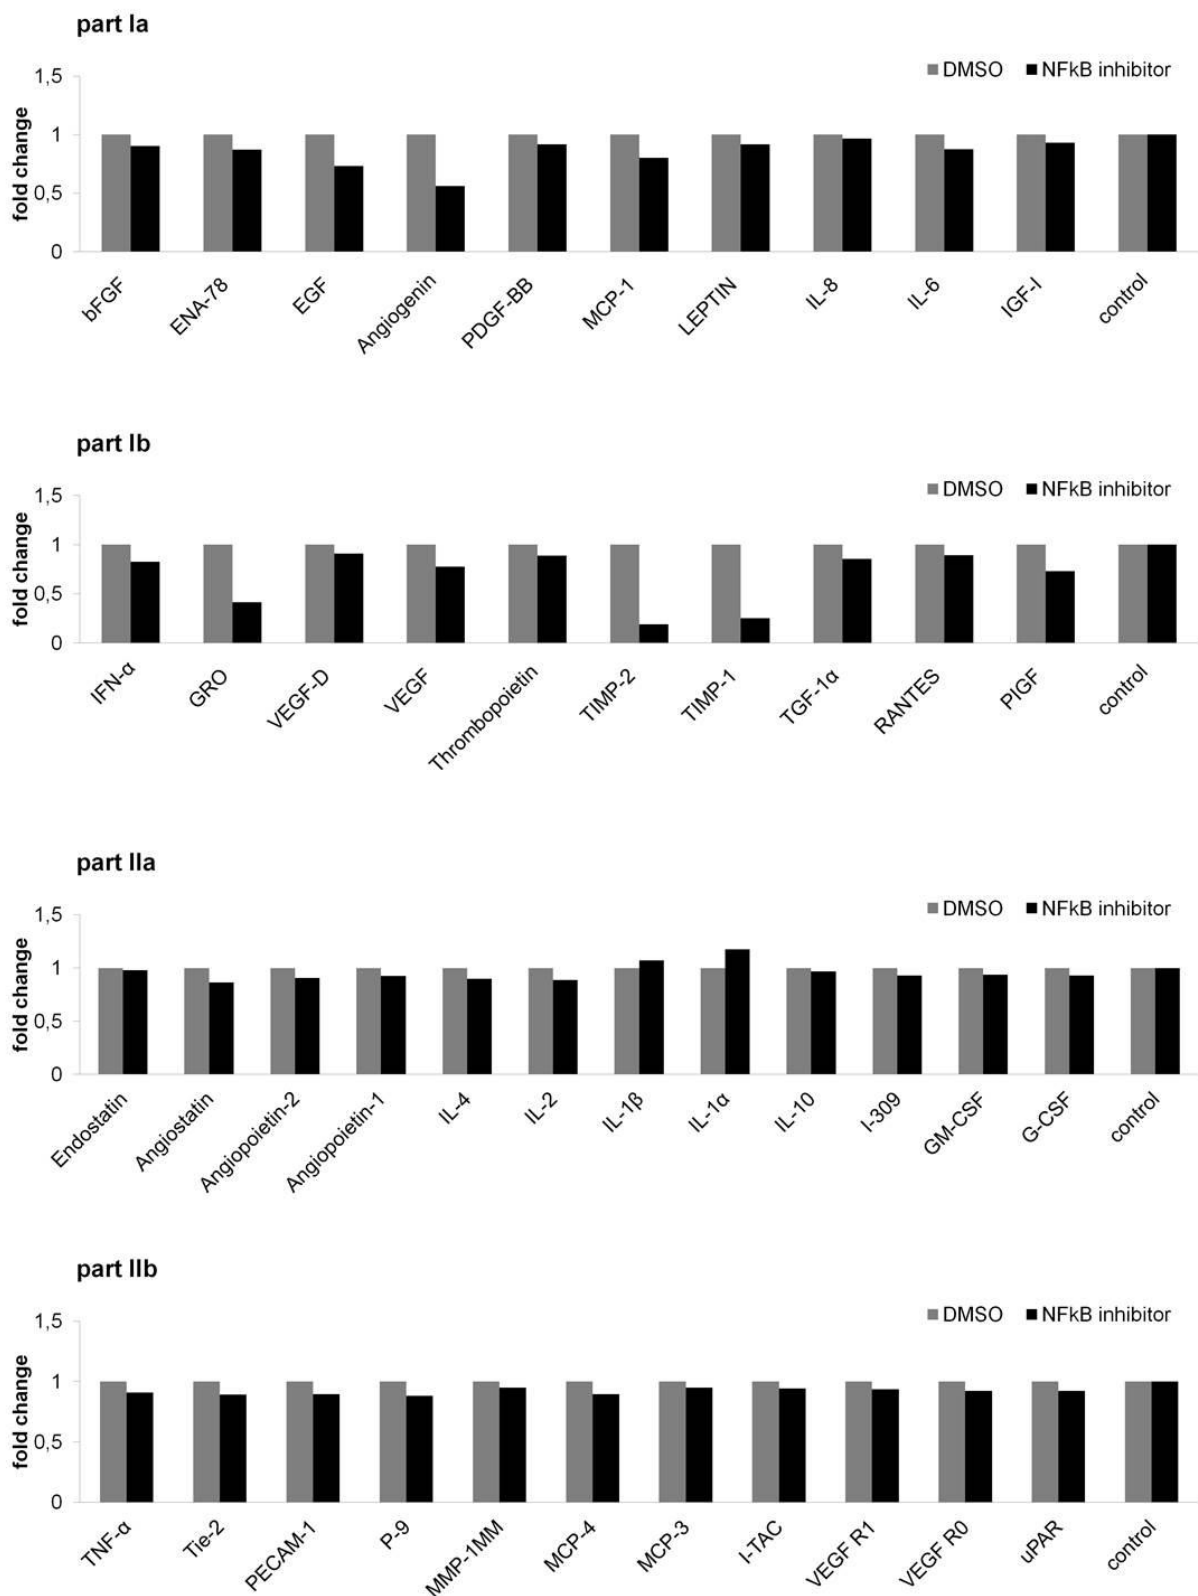 part Ia
DMSO NFkB inhibitor
fold change
1,5
1
0,5
0
bFGF ENA-78 EGF Angiogenin PDGF-BB MCP-1 LEPTIN IL-8 IL-6 IGF-I control
part Ib
DMSO NFkB inhibitor
fold change
1,5
1
0,5
0
IFN-α GRO VEGF-D VEGF Thrombopoietin TIMP-2 TIMP-1 TGF-1α RANTES PIGF control
part IIa
DMSO NFkB inhibitor
fold change
1,5
1
0,5
0
Endostatin Angiostatin Angiopoietin-2 Angiopoietin-1 IL-4 IL-2 IL-1β IL-1α IL-10 I-309 GM-CSF G-CSF control
part IIb
DMSO NFkB inhibitor
fold change
1,5
1
0,5
0
TNF-α Tie-2 PECAM-1 P-9 MMP-1MM MCP-4 MCP-3 I-TAC VEGF R1 VEGF R0 uPAR control